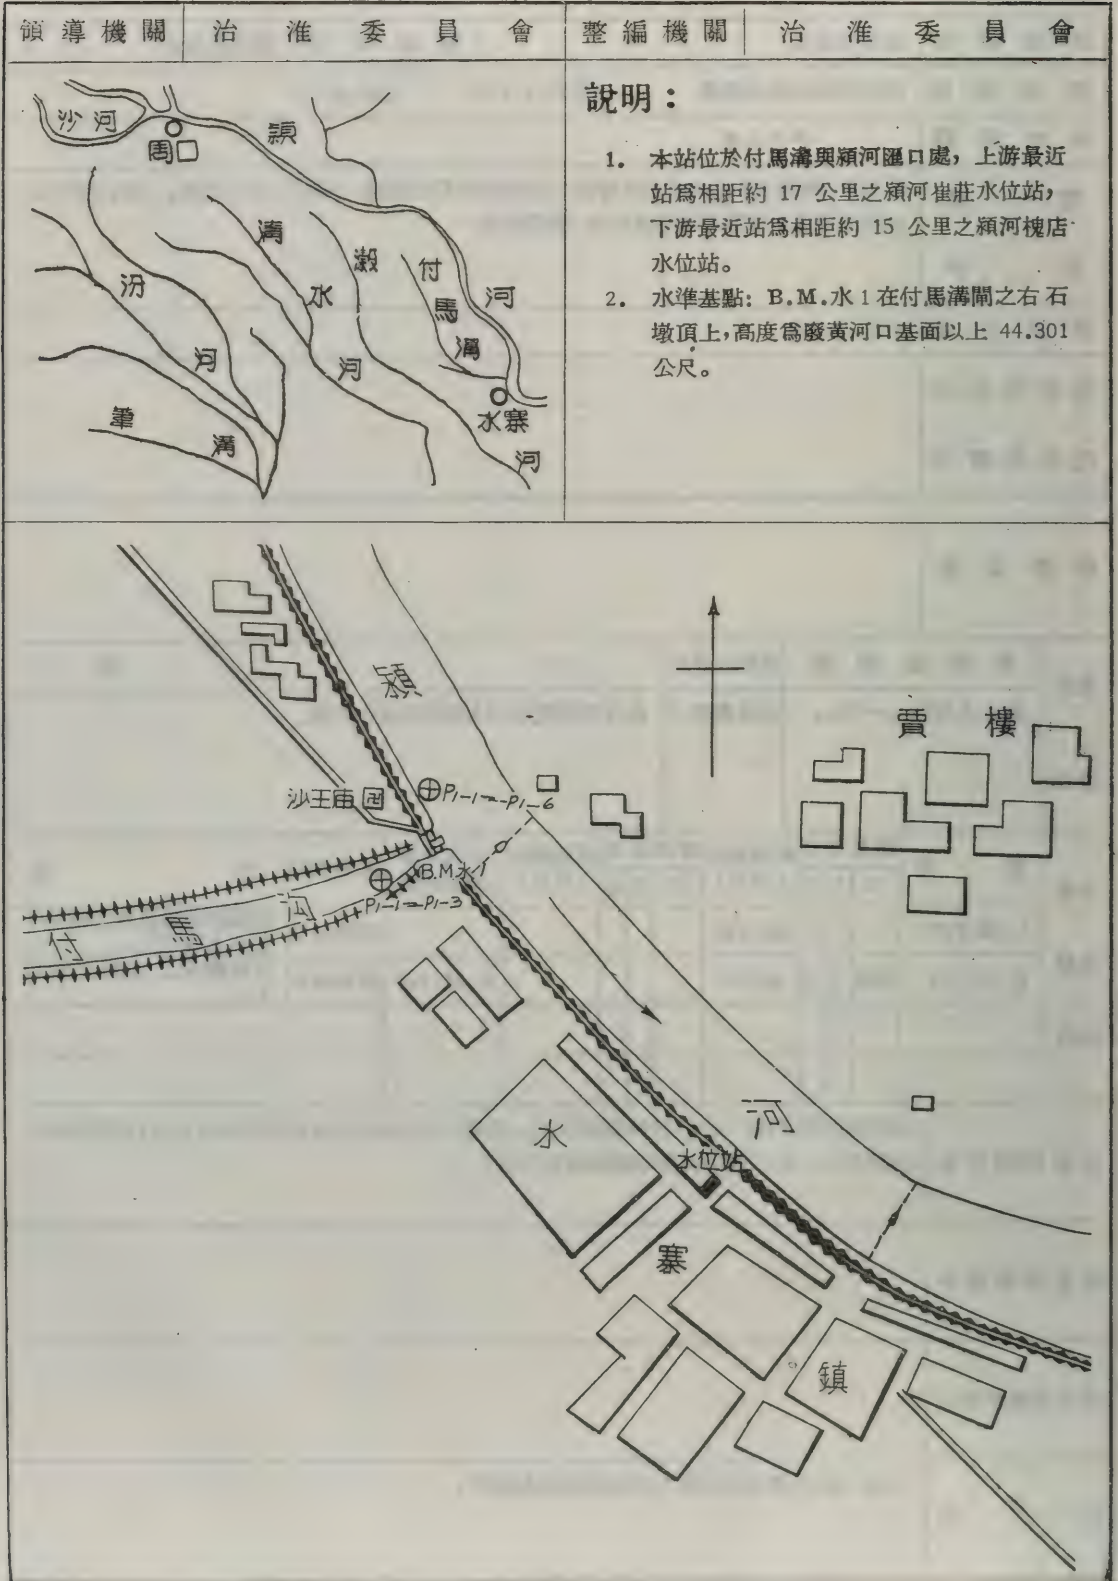 領導機關 治淮委員會 整編機關 治淮委員會
沙河
周口
潁
河
汾
河
溝
水
河
穀
河
付
馬
溝
水寨
溝
說明：
1. 本站位於付馬溝與潁河匯口處，上游最近
站爲相距約 17 公里之潁河崔莊水位站，
下游最近站爲相距約 15 公里之潁河槐店
水位站。
2. 水準基點: B.M.水1在付馬溝閘之右石
墩頂上，高度爲廢黃河口基面以上 44.301
公尺。
潁
河
賈樓
沙王庙
P1-1～P1-6
B.M.水1
P1-1～P1-3
付馬沟
水位站
水
寨
鎮